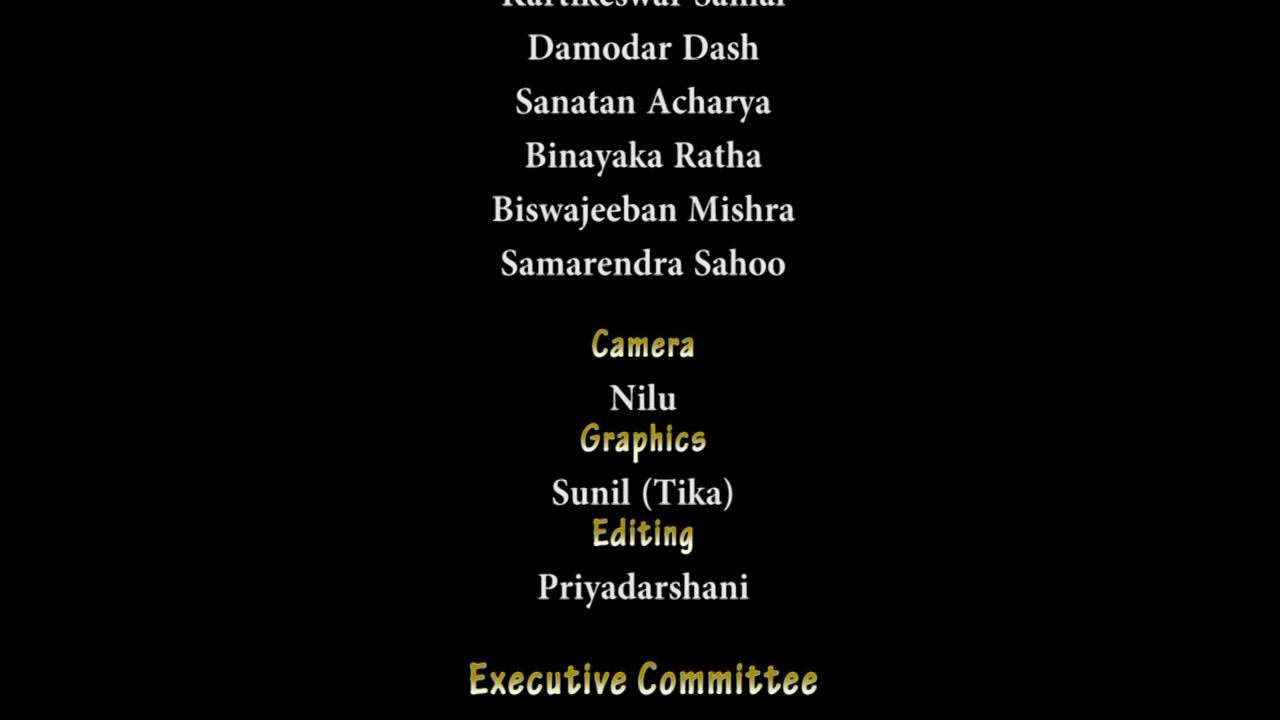 Damodar Dash
Sanatan Acharya
Binayaka Ratha
Biswajeeban Mishra
Samarendra Sahoo
Camera
Nilu
Graphics
Sunil (Tika)
Editing
Priyadarshani
Executive Committee